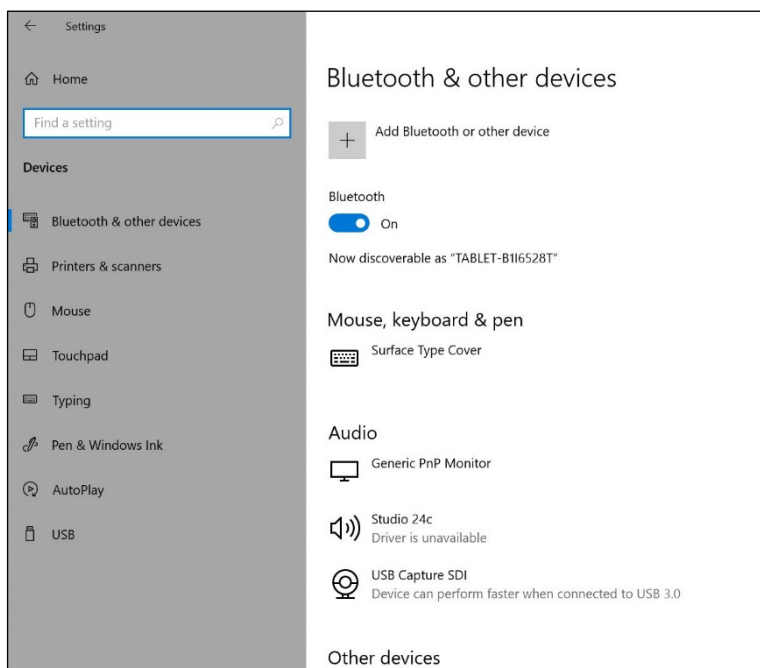 Settings
Home
Find a setting
Devices
Bluetooth & other devices
Printers & scanners
Mouse
Touchpad
Typing
Pen & Windows Ink
AutoPlay
USB
Bluetooth & other devices
Add Bluetooth or other device
Bluetooth
On
Now discoverable as "TABLET-B1I6528T"
Mouse, keyboard & pen
Surface Type Cover
Audio
Generic PnP Monitor
Studio 24c
Driver is unavailable
USB Capture SDI
Device can perform faster when connected to USB 3.0
Other devices